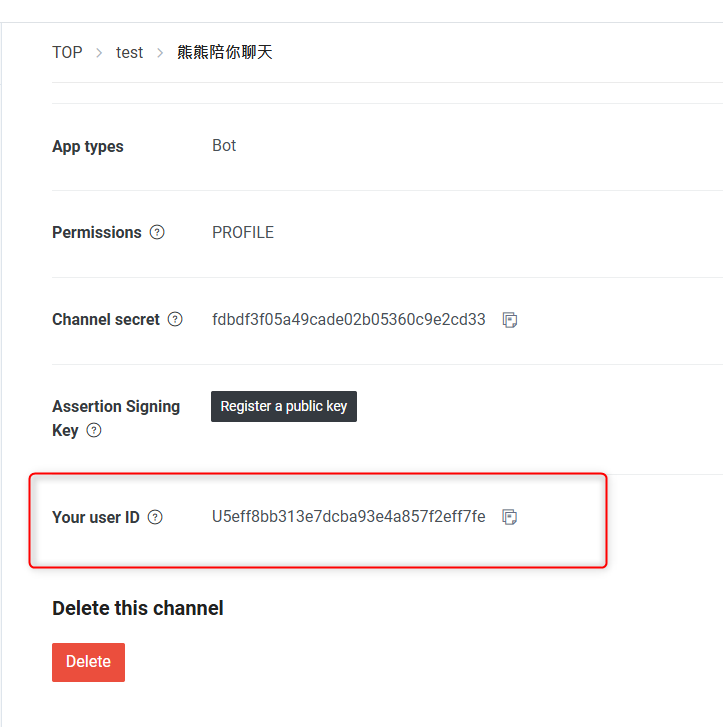 TOP > test > 熊熊陪你聊天
App types Bot
Permissions PROFILE
Channel secret fdbdf3f05a49cade02b05360c9e2cd33
Assertion Signing Key Register a public key
Your user ID U5eff8bb313e7dcba93e4a857f2eff7fe
Delete this channel
Delete